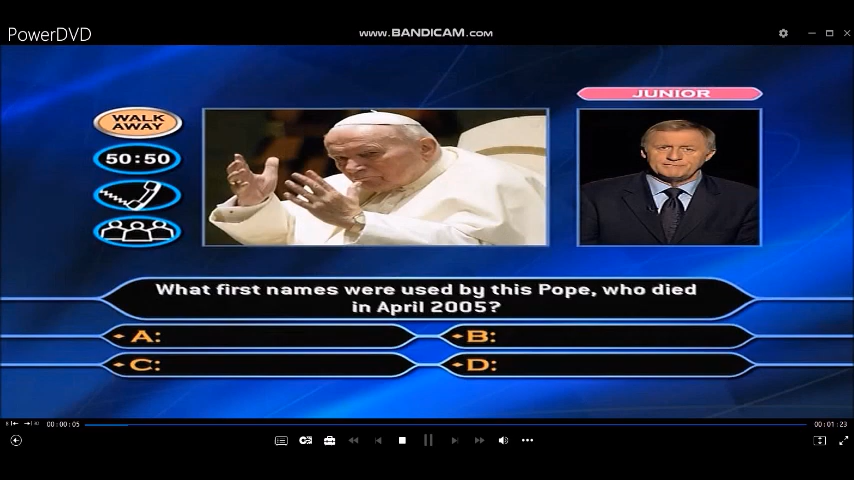 PowerDVD
www.BANDICAM.com
JUNIOR
WALK
AWAY
50:50
What first names were used by this Pope, who died
in April 2005?
A:
B:
C:
D:
00:00:05
00:01:23